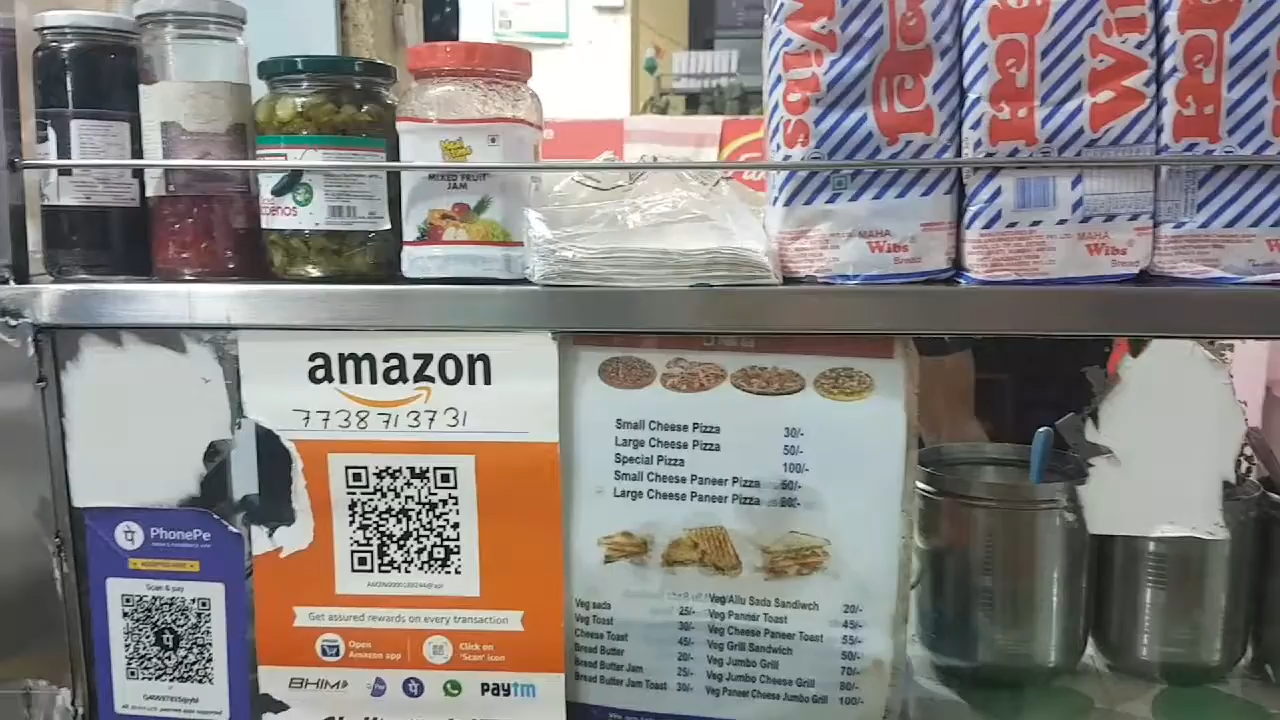 MIXED FRUIT
JAM
Wibs
MAHA
Wibs
Bread
MAHA
Wibs
Bread
amazon
7738713731
PhonePe
Scan & pay
Get assured rewards on every transaction
Open
Amazon app
Click on
'Scan' icon
BHIM
paytm
Small Cheese Pizza 30/-
Large Cheese Pizza 50/-
Special Pizza 100/-
Small Cheese Paneer Pizza
Large Cheese Paneer Pizza
Veg sada 25/-
Veg Toast 30/-
Cheese Toast 45/-
Bread Butter 20/-
Bread Butter Jam 25/-
Bread Butter Jam Toast 30/-
Veg/Allu Sada Sandiwch 20/-
Veg Panner Toast 45/-
Veg Cheese Paneer Toast 55/-
Veg Grill Sandwich 50/-
Veg Jumbo Grill 70/-
Veg Jumbo Cheese Grill 80/-
Veg Paneer Cheese Jumbo Grill 100/-